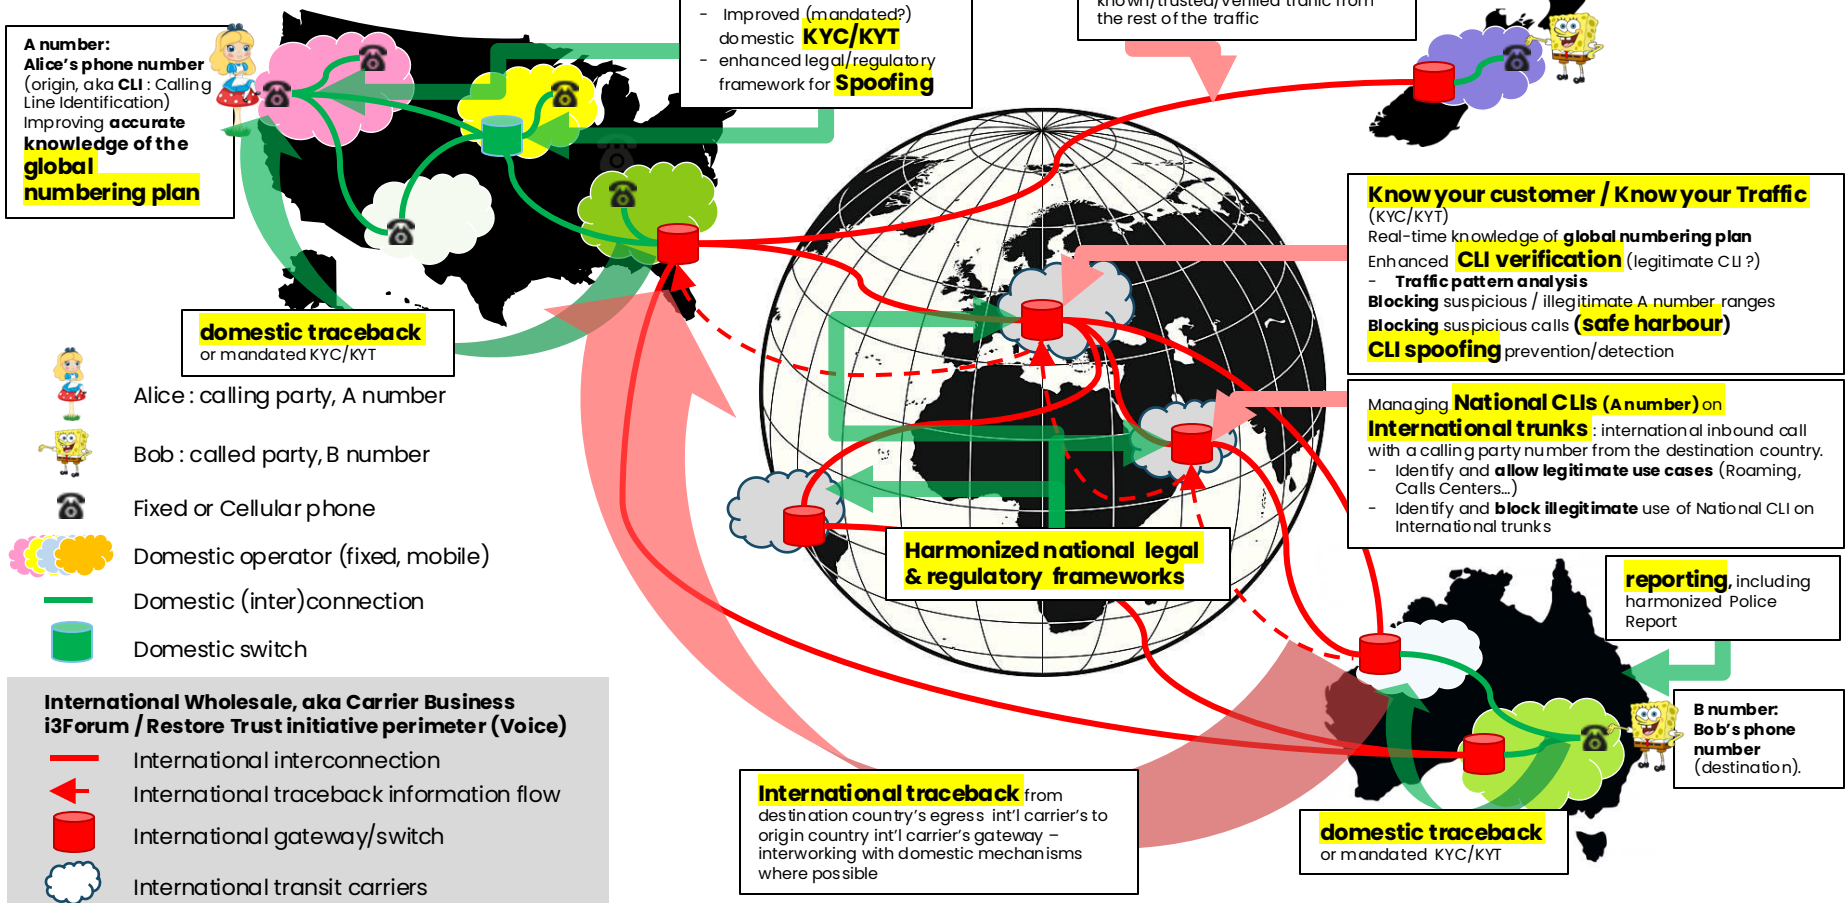 - Improved (mandated?)
domestic KYC/KYT
- enhanced legal/regulatory
framework for Spoofing
known/trusted/verified traffic from
the rest of the traffic
A number:
Alice's phone number
(origin, aka CLI : Calling
Line Identification)
Improving accurate
knowledge of the
global
numbering plan
Know your customer / Know your Traffic
(KYC/KYT)
Real-time knowledge of global numbering plan
Enhanced CLI verification (legitimate CLI ?)
- Traffic pattern analysis
Blocking suspicious / illegitimate A number ranges
Blocking suspicious calls (safe harbour)
CLI spoofing prevention/detection
domestic traceback
or mandated KYC/KYT
Managing National CLIs (A number) on
International trunks : international inbound call
with a calling party number from the destination country.
- Identify and allow legitimate use cases (Roaming,
Calls Centers...)
- Identify and block illegitimate use of National CLI on
International trunks
Alice : calling party, A number
Bob : called party, B number
Fixed or Cellular phone
Domestic operator (fixed, mobile)
Domestic (inter)connection
Domestic switch
Harmonized national legal
& regulatory frameworks
reporting, including
harmonized Police
Report
International Wholesale, aka Carrier Business
i3Forum / Restore Trust initiative perimeter (Voice)
International interconnection
International traceback information flow
International gateway/switch
International transit carriers
B number:
Bob's phone
number
(destination).
International traceback from
destination country's egress int'l carrier's to
origin country int'l carrier's gateway –
interworking with domestic mechanisms
where possible
domestic traceback
or mandated KYC/KYT